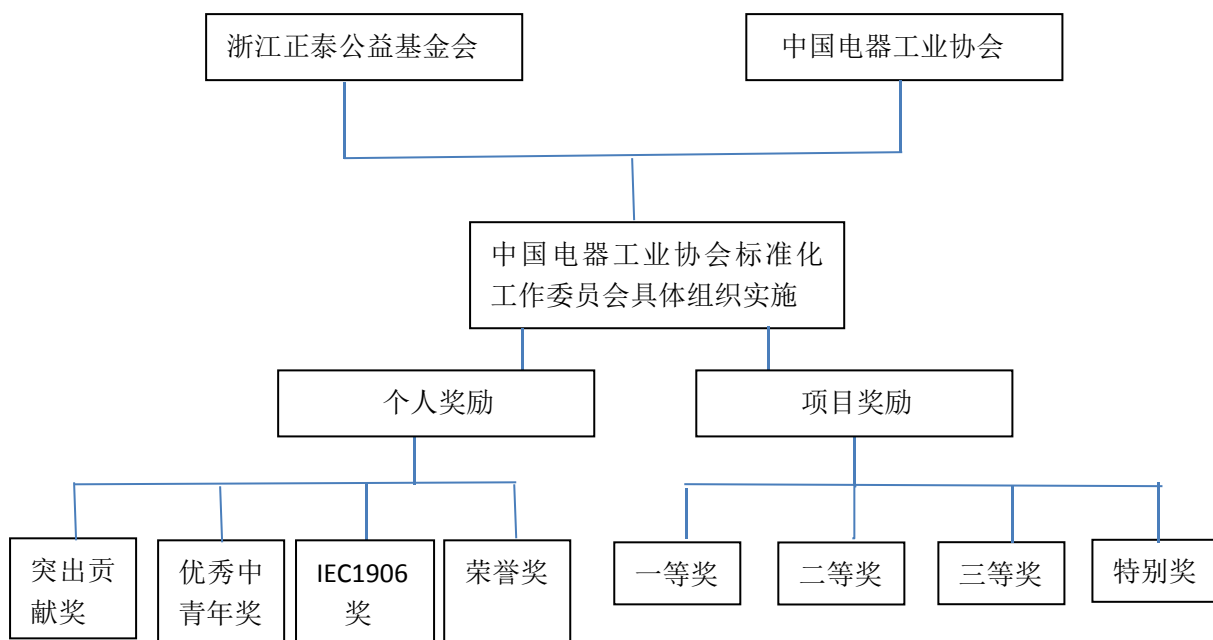 浙江正泰公益基金会
中国电器工业协会
中国电器工业协会标准化
工作委员会具体组织实施
个人奖励
项目奖励
突出贡
献奖
优秀中
青年奖
IEC1906
奖
荣誉奖
一等奖
二等奖
三等奖
特别奖